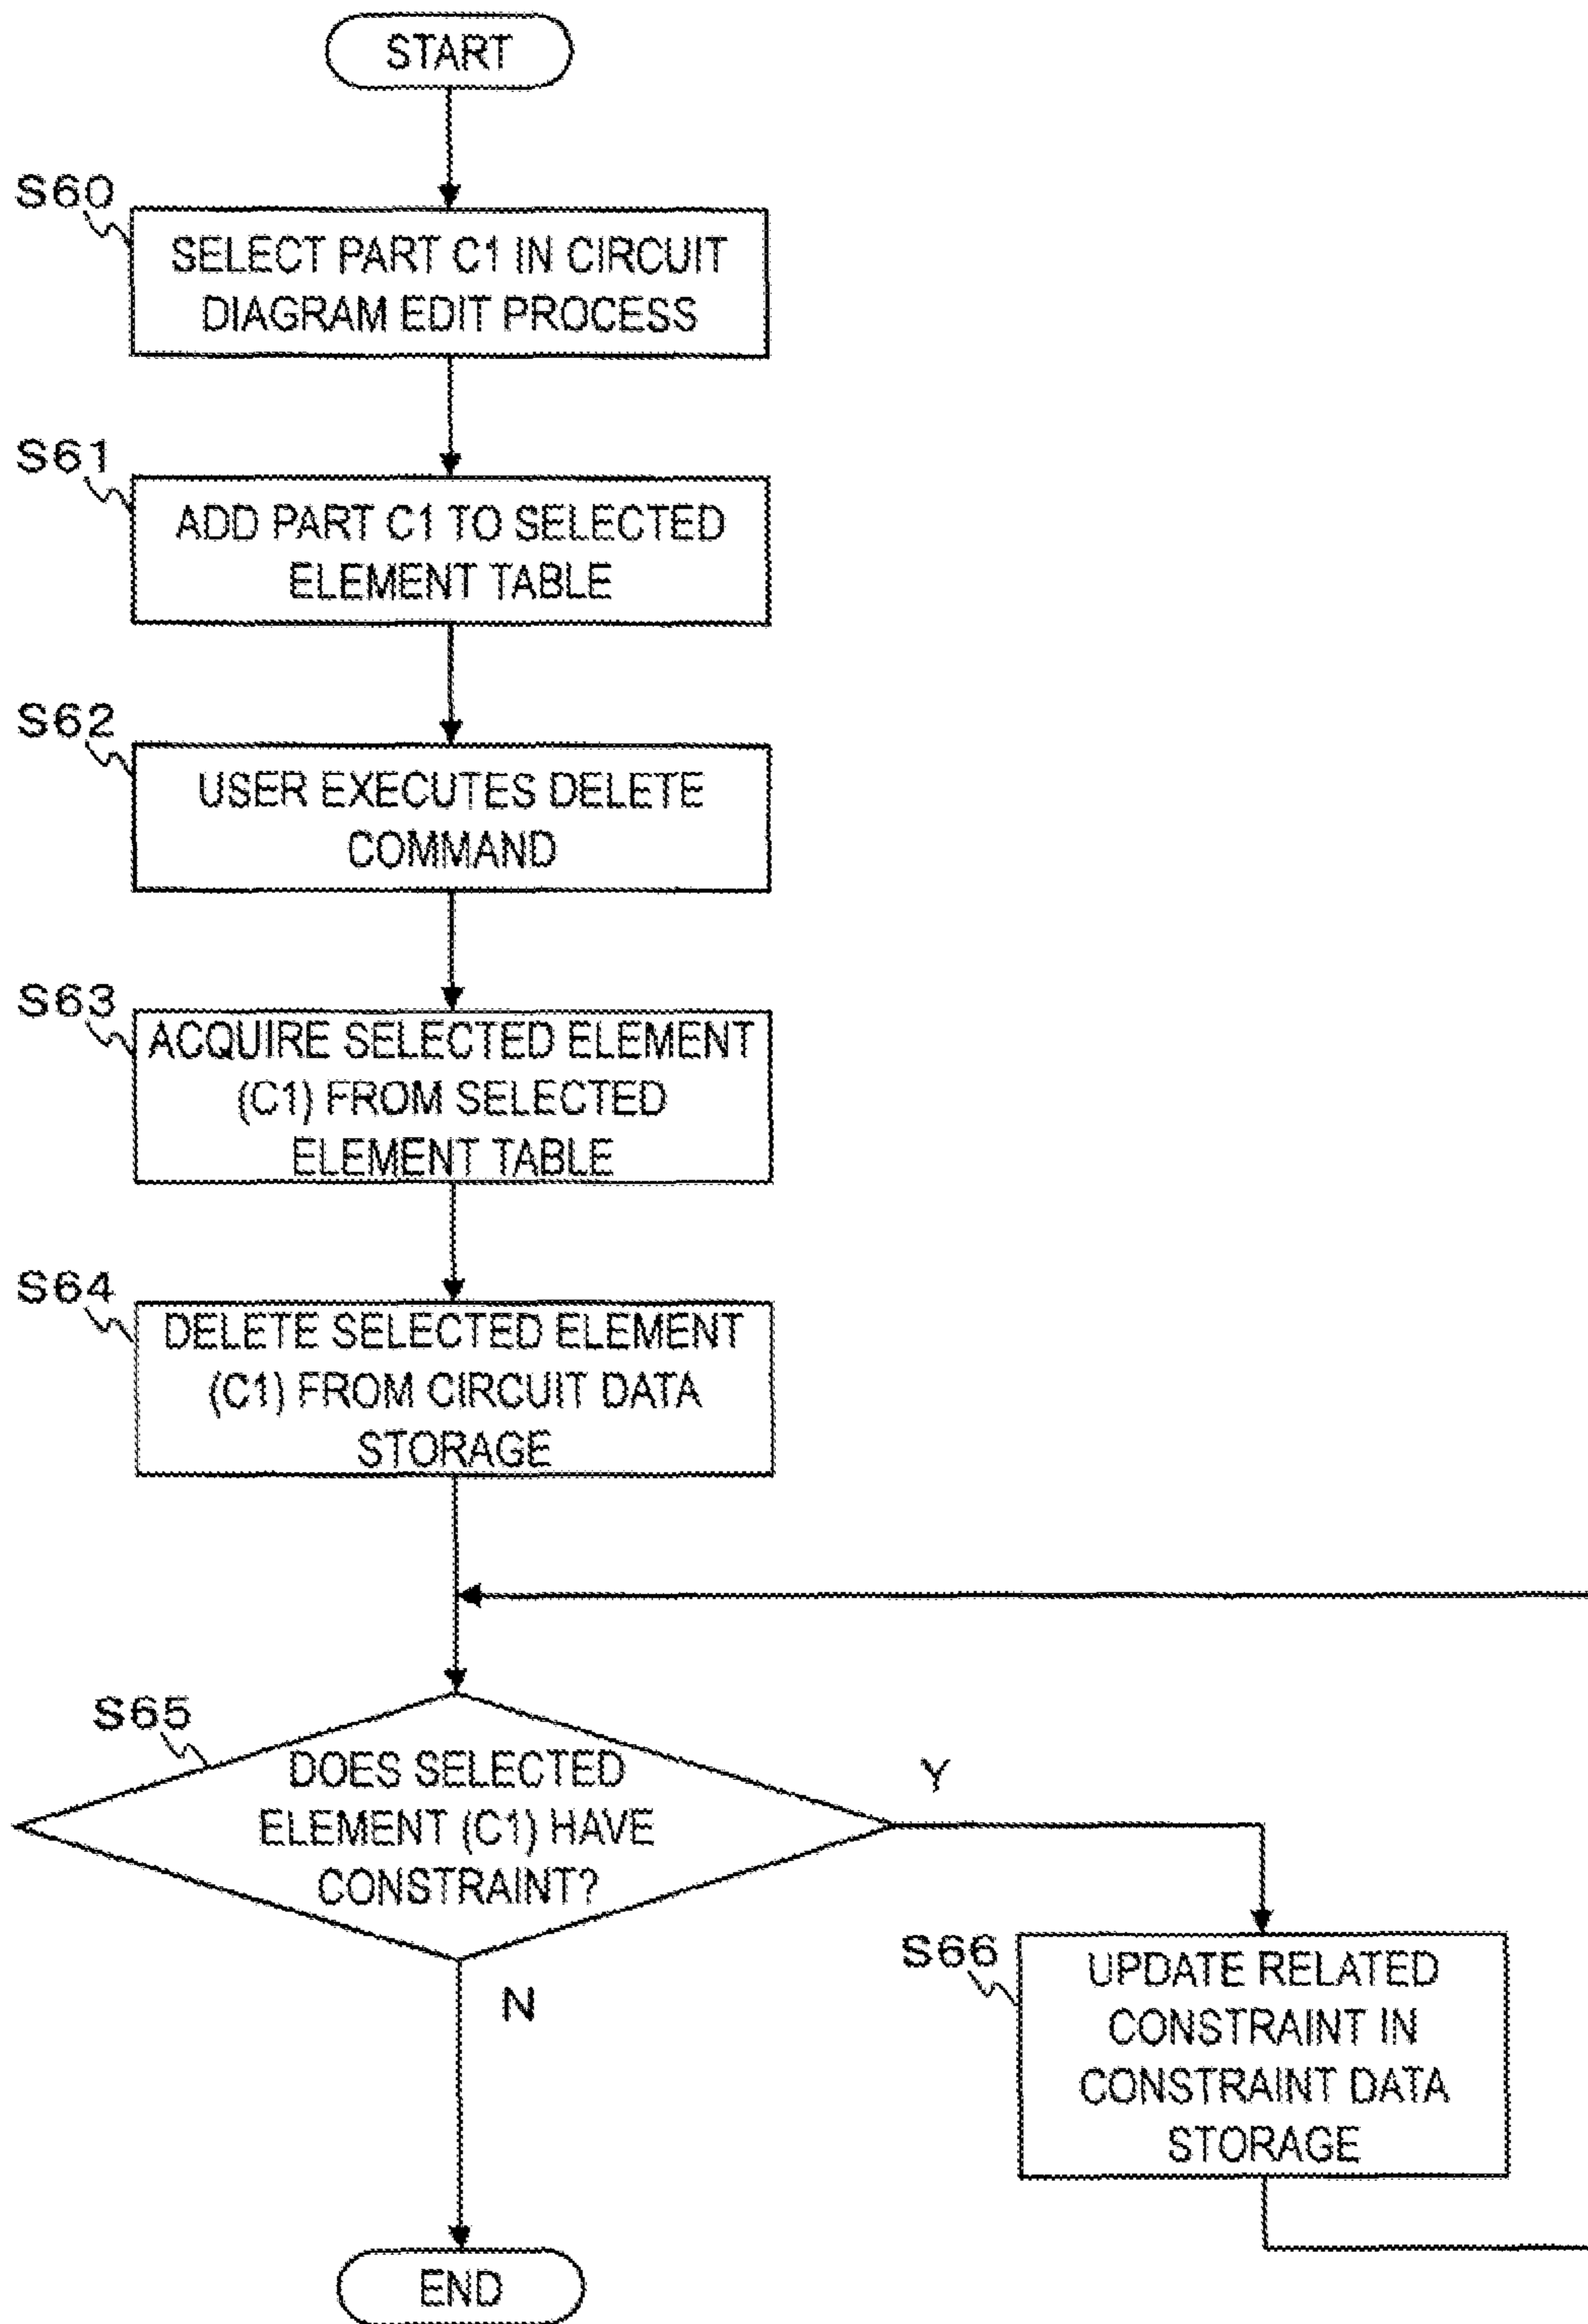 START
S60
SELECT PART C1 IN CIRCUIT
DIAGRAM EDIT PROCESS
S61
ADD PART C1 TO SELECTED
ELEMENT TABLE
S62
USER EXECUTES DELETE
COMMAND
S63
ACQUIRE SELECTED ELEMENT
(C1) FROM SELECTED
ELEMENT TABLE
S64
DELETE SELECTED ELEMENT
(C1) FROM CIRCUIT DATA
STORAGE
S65
DOES SELECTED
ELEMENT (C1) HAVE
CONSTRAINT?
Y
N
S66
UPDATE RELATED
CONSTRAINT IN
CONSTRAINT DATA
STORAGE
END